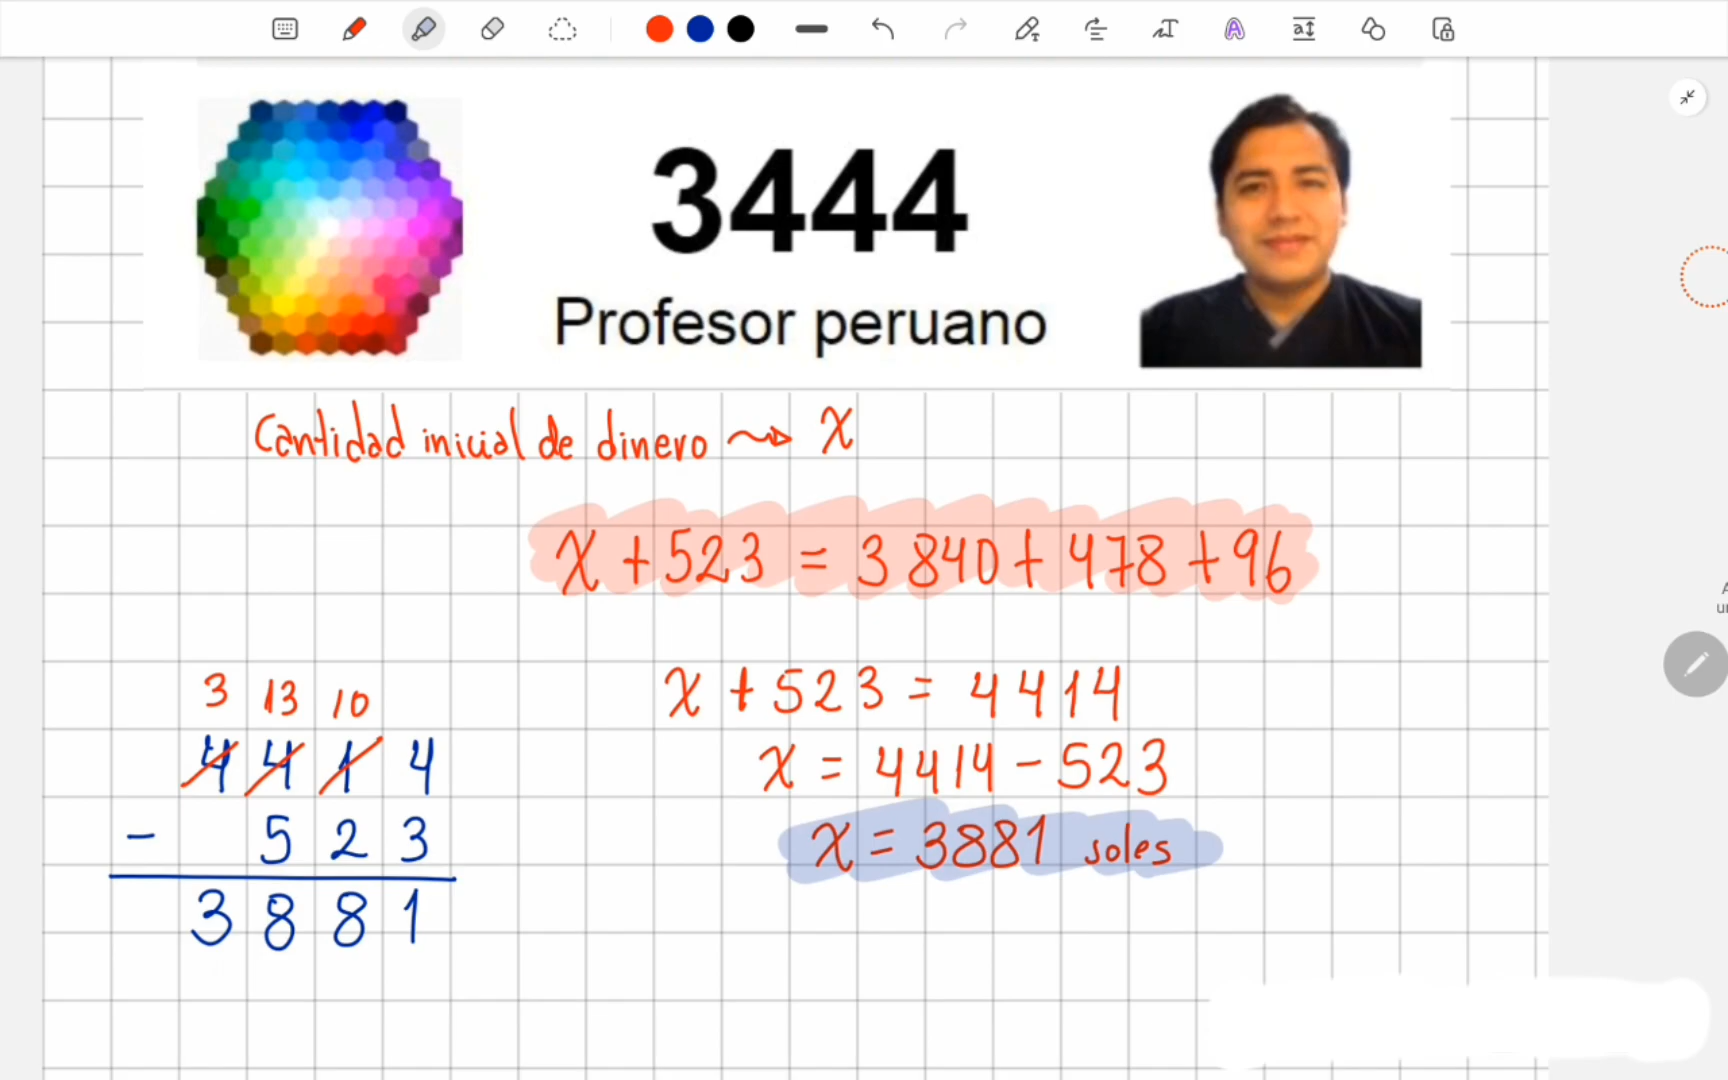 3444
Profesor peruano
Cantidad inicial de dinero ⇝ x
x + 523 = 3 840 + 478 + 96
x + 523 = 4414
x = 4414 - 523
x = 3881 soles
3 13 10
4 4 1 4
- 5 2 3
3 8 8 1